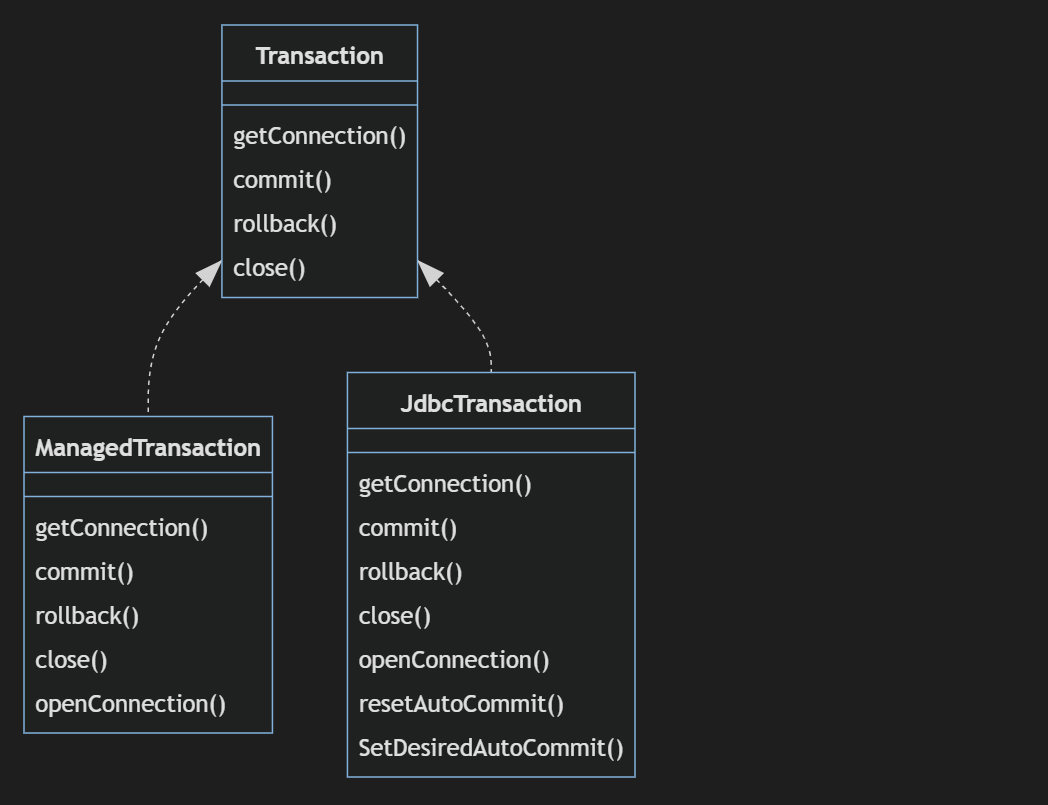 Transaction
getConnection()
commit()
rollback()
close()
ManagedTransaction
getConnection()
commit()
rollback()
close()
openConnection()
JdbcTransaction
getConnection()
commit()
rollback()
close()
openConnection()
resetAutoCommit()
SetDesiredAutoCommit()